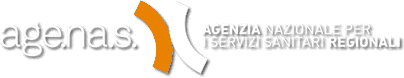 age.na.s.
AGENZIA NAZIONALE PER
I SERVIZI SANITARI REGIONALI